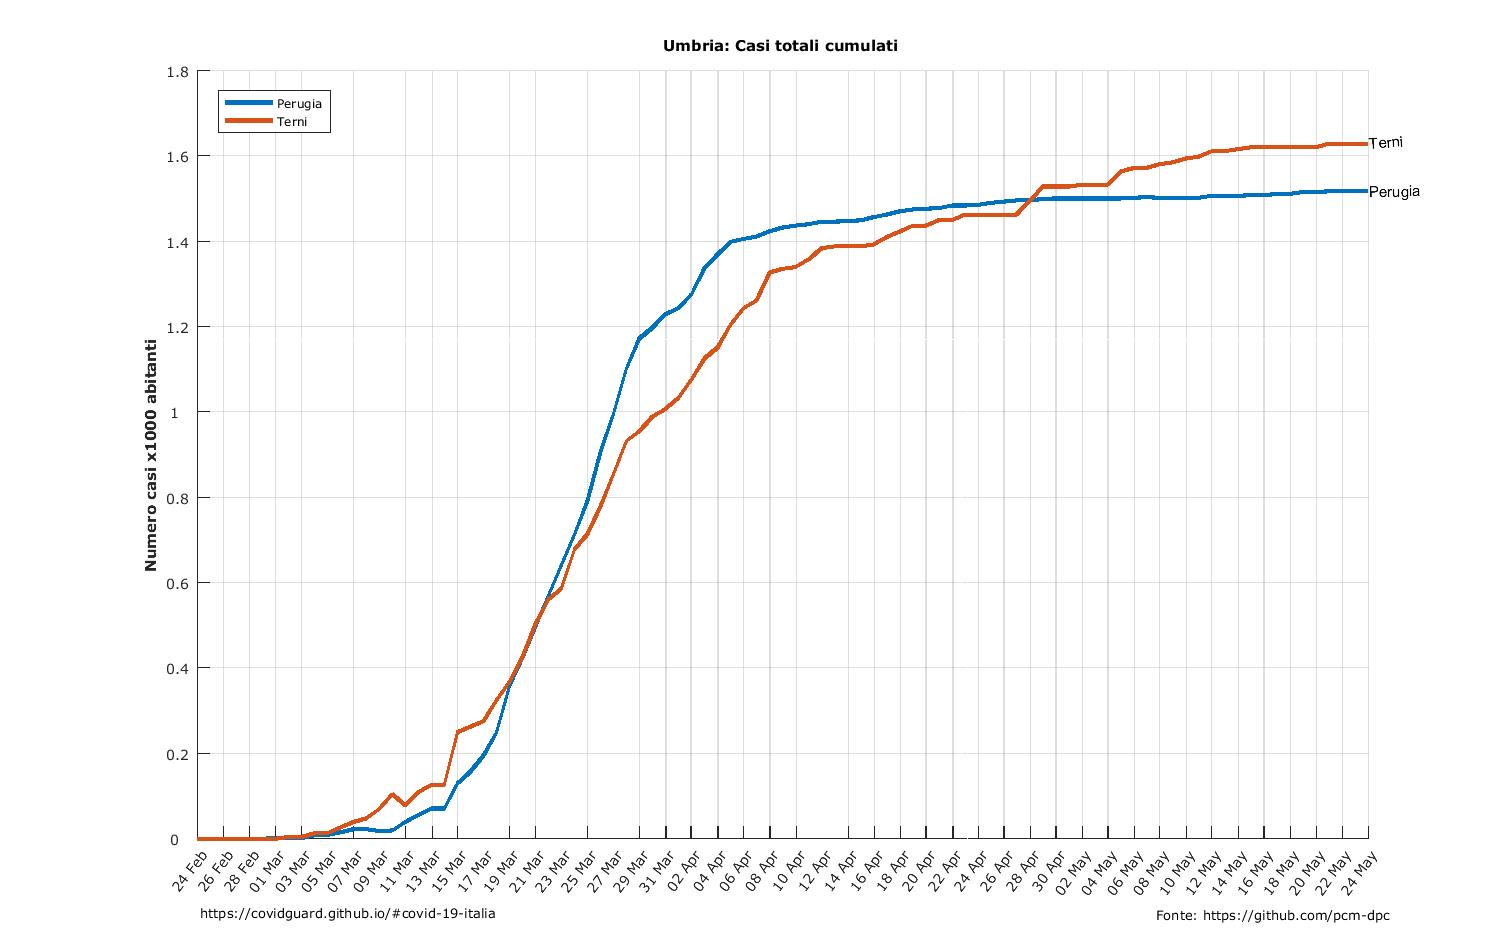 Umbria: Casi totali cumulati
1.8
1.6
1.4
1.2
1
0.8
0.6
0.4
0.2
0
Numero casi x1000 abitanti
Perugia
Terni
Terni
Perugia
24 Feb
26 Feb
28 Feb
01 Mar
03 Mar
05 Mar
07 Mar
09 Mar
11 Mar
13 Mar
15 Mar
17 Mar
19 Mar
21 Mar
23 Mar
25 Mar
27 Mar
29 Mar
31 Mar
02 Apr
04 Apr
06 Apr
08 Apr
10 Apr
12 Apr
14 Apr
16 Apr
18 Apr
20 Apr
22 Apr
24 Apr
26 Apr
28 Apr
30 Apr
02 May
04 May
06 May
08 May
10 May
12 May
14 May
16 May
18 May
20 May
22 May
24 May
https://covidguard.github.io/#covid-19-italia
Fonte: https://github.com/pcm-dpc